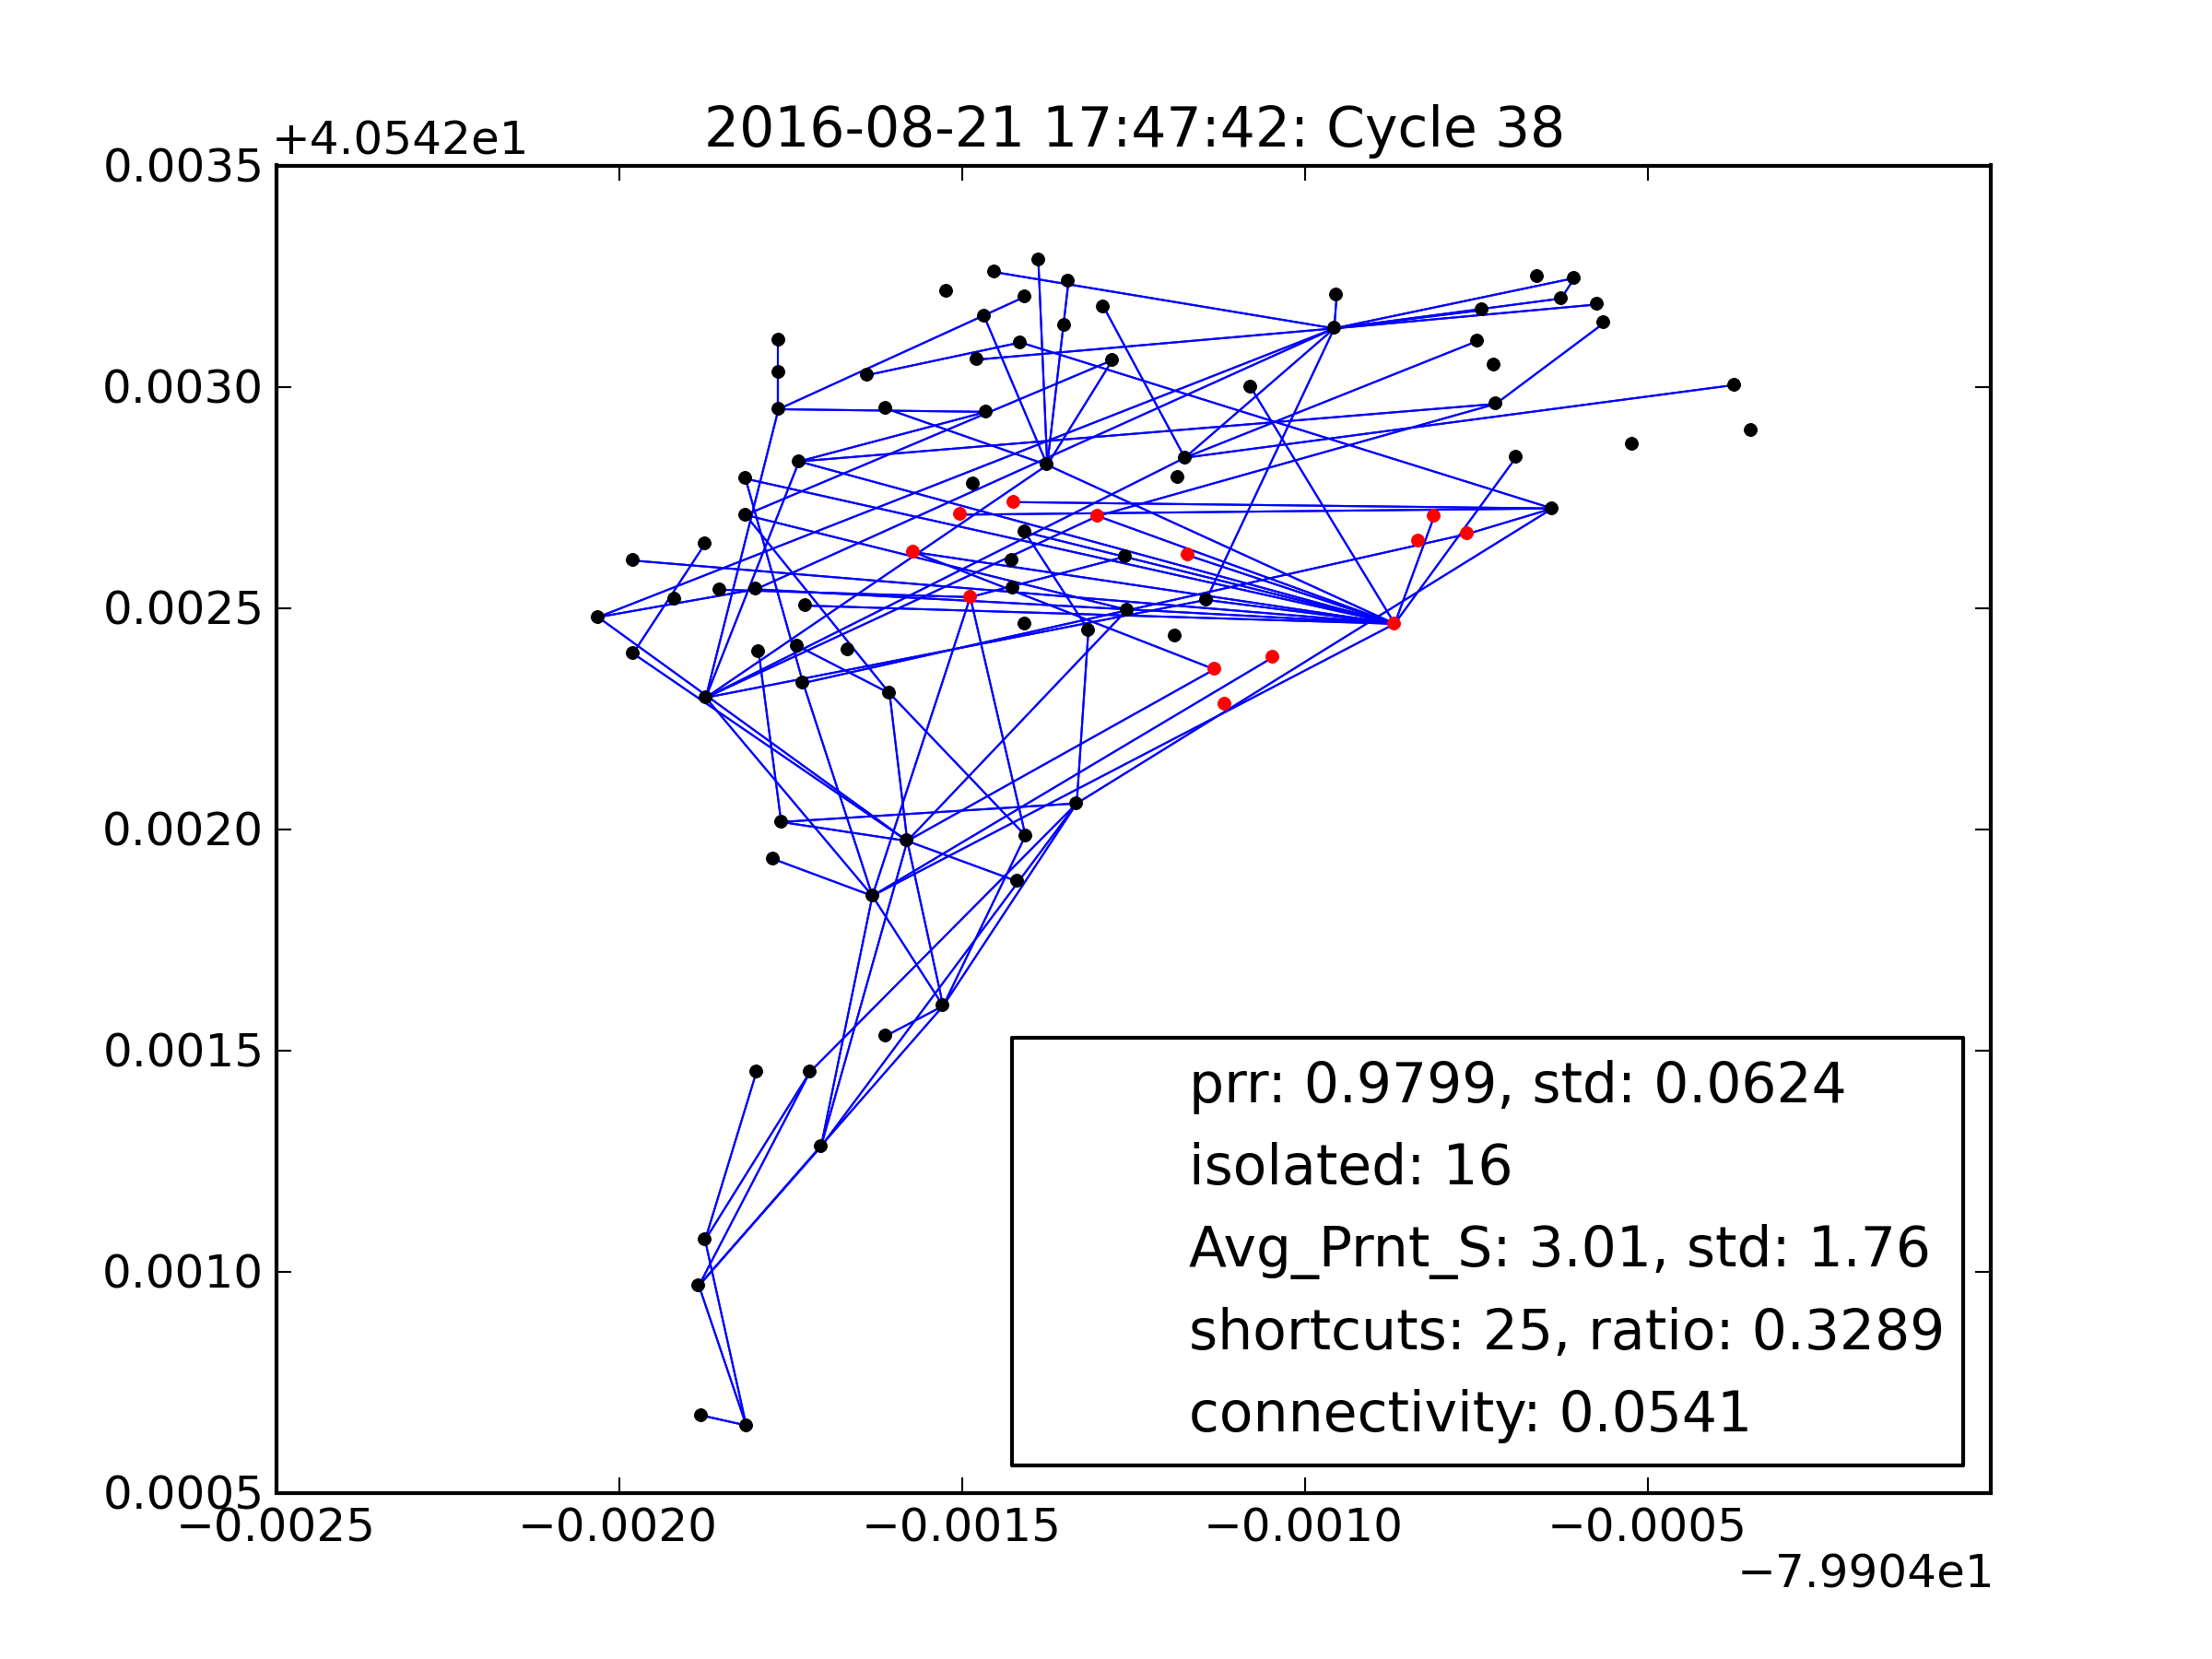 2016-08-21 17:47:42: Cycle 38
+4.0542e1
0.0035
0.0030
0.0025
0.0020
0.0015
0.0010
0.0005
prr: 0.9799, std: 0.0624
isolated: 16
Avg_Prnt_S: 3.01, std: 1.76
shortcuts: 25, ratio: 0.3289
connectivity: 0.0541
−0.0025 −0.0020 −0.0015 −0.0010 −0.0005
−7.9904e1